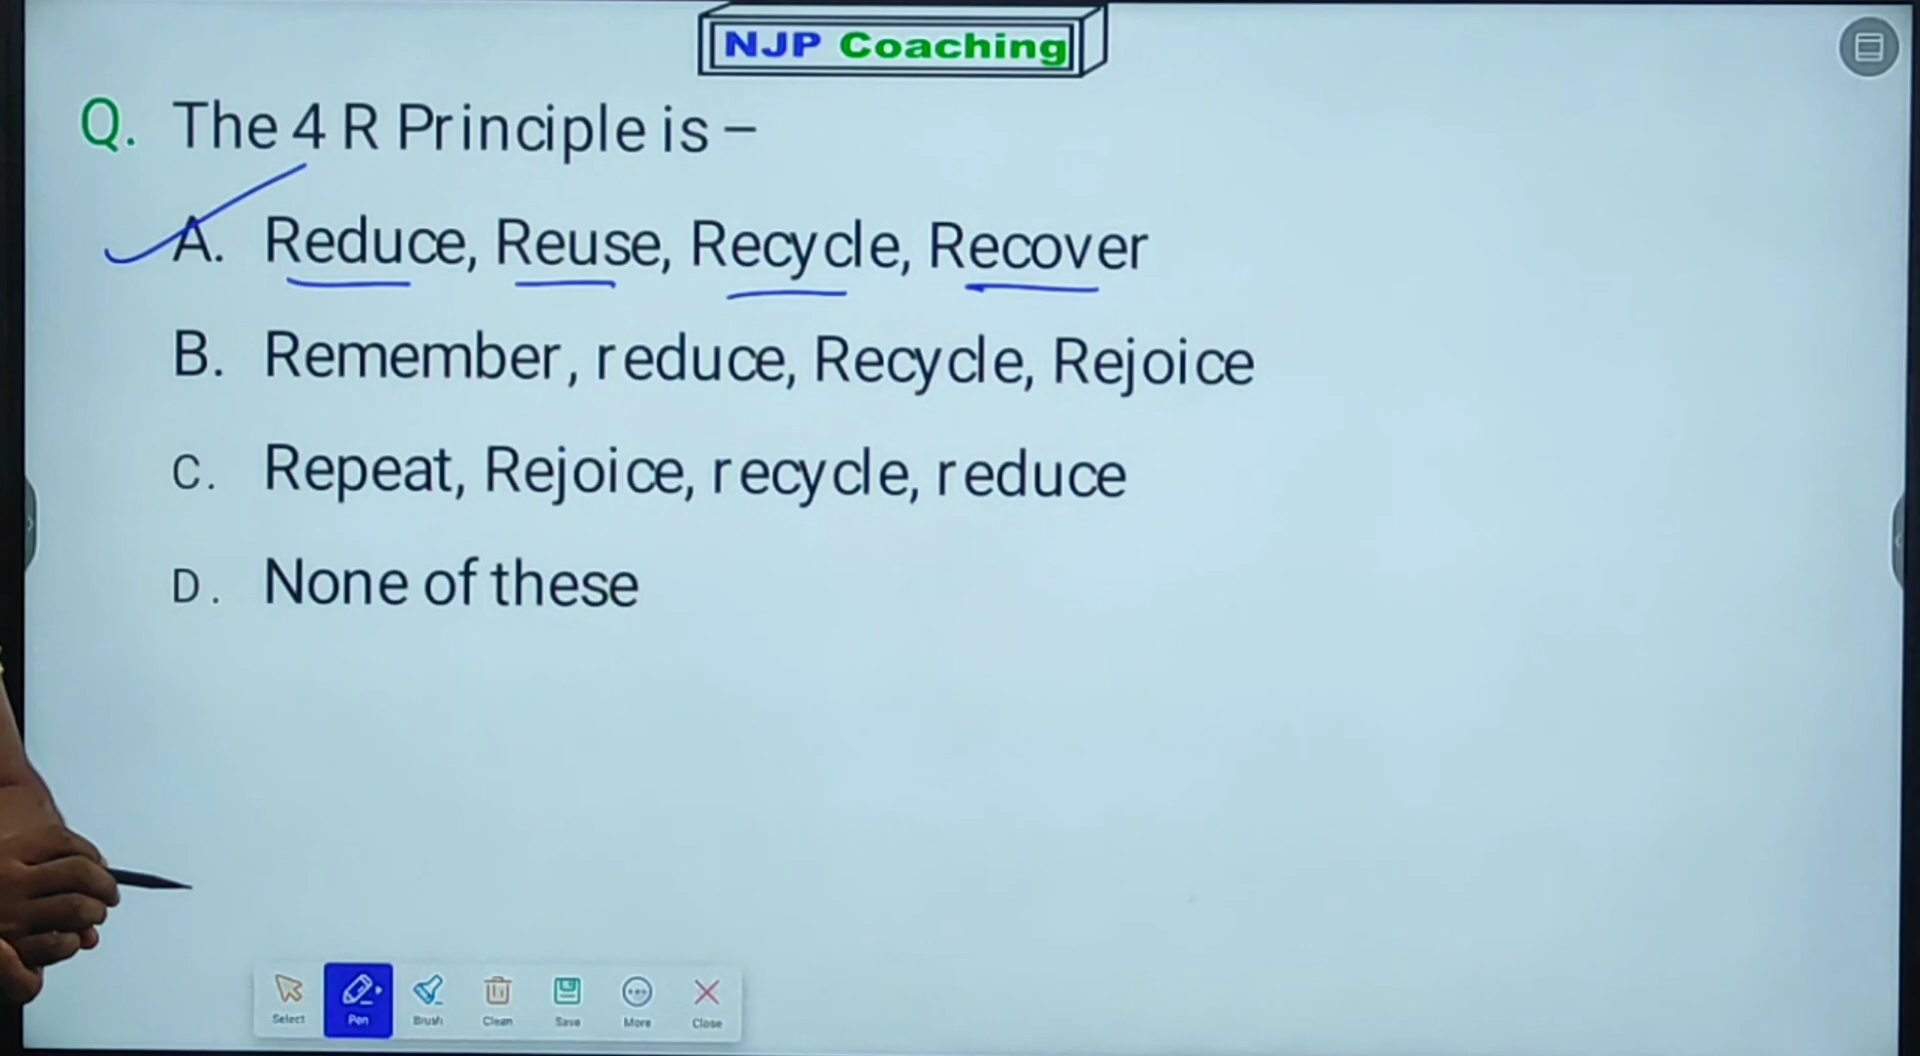 NJP Coaching
Q. The 4 R Principle is –
A. Reduce, Reuse, Recycle, Recover
B. Remember, reduce, Recycle, Rejoice
C. Repeat, Rejoice, recycle, reduce
D. None of these
Select Pen Brush Clean Save More Close